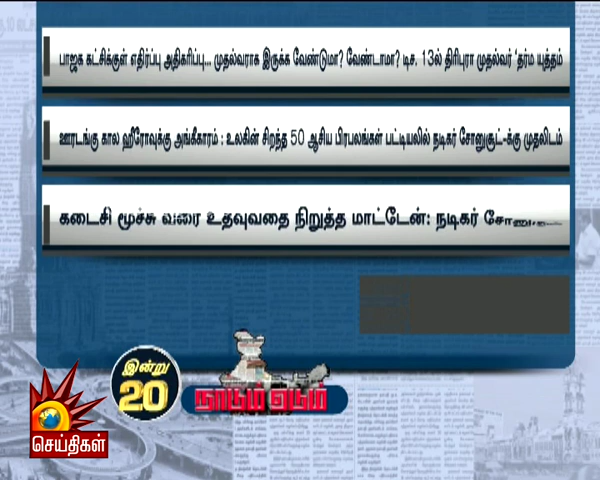 பாஜக கட்சிக்குள் எதிர்ப்பு அதிகரிப்பு... முதல்வராக இருக்க வேண்டுமா? வேண்டாமா? டிச. 13ல் திரிபுரா முதல்வர் 'தர்ம யுத்தம்
ஊரடங்கு கால ஹீரோவுக்கு அங்கீகாரம் : உலகின் சிறந்த 50 ஆசிய பிரபலங்கள் பட்டியலில் நடிகர் சோனுசூட்-க்கு முதலிடம்
கடைசி மூச்சு வரை உதவுவதை நிறுத்த மாட்டேன்: நடிகர்
இன்று
20
நாடும் ஏடும்
செய்திகள்